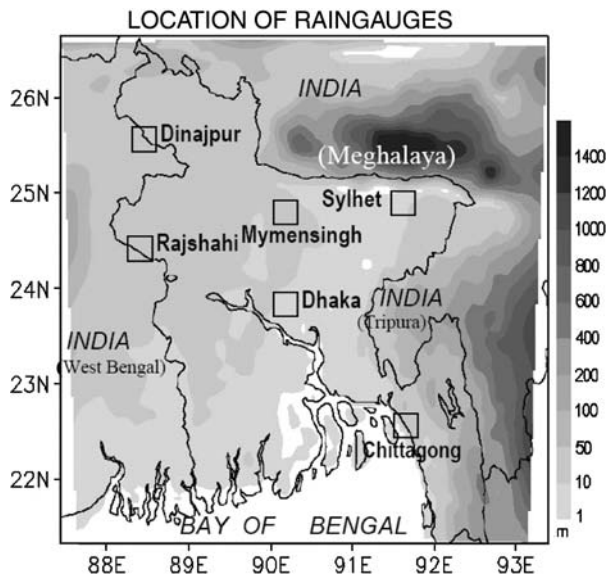 LOCATION OF RAINGAUGES
26N
INDIA
Dinajpur
(Meghalaya)
1400
25N
Sylhet
1200
Mymensingh
1000
Rajshahi
800
24N
Dhaka
INDIA
600
(Tripura)
INDIA
400
(West Bengal)
23N
200
100
Chittagong
50
22N
10
BAY OF BENGAL
1
m
88E 89E 90E 91E 92E 93E